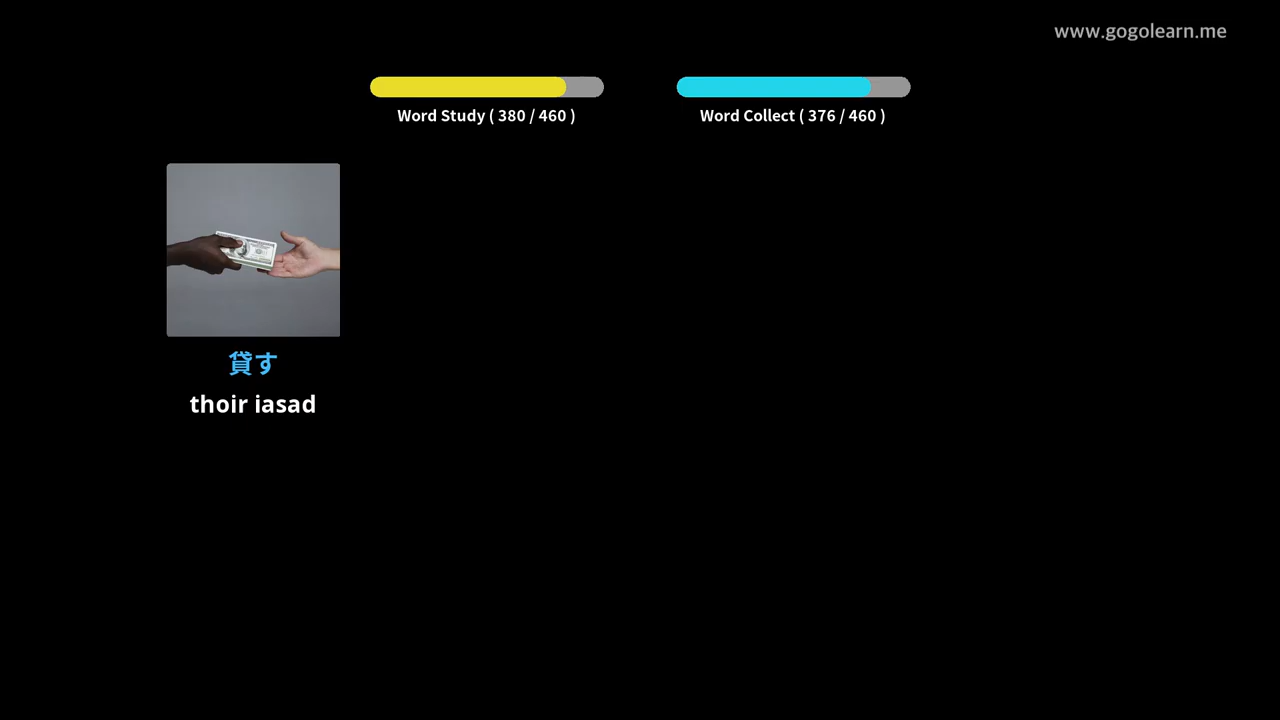 www.gogolearn.me
Word Study ( 380 / 460 )
Word Collect ( 376 / 460 )
貸す
thoir iasad